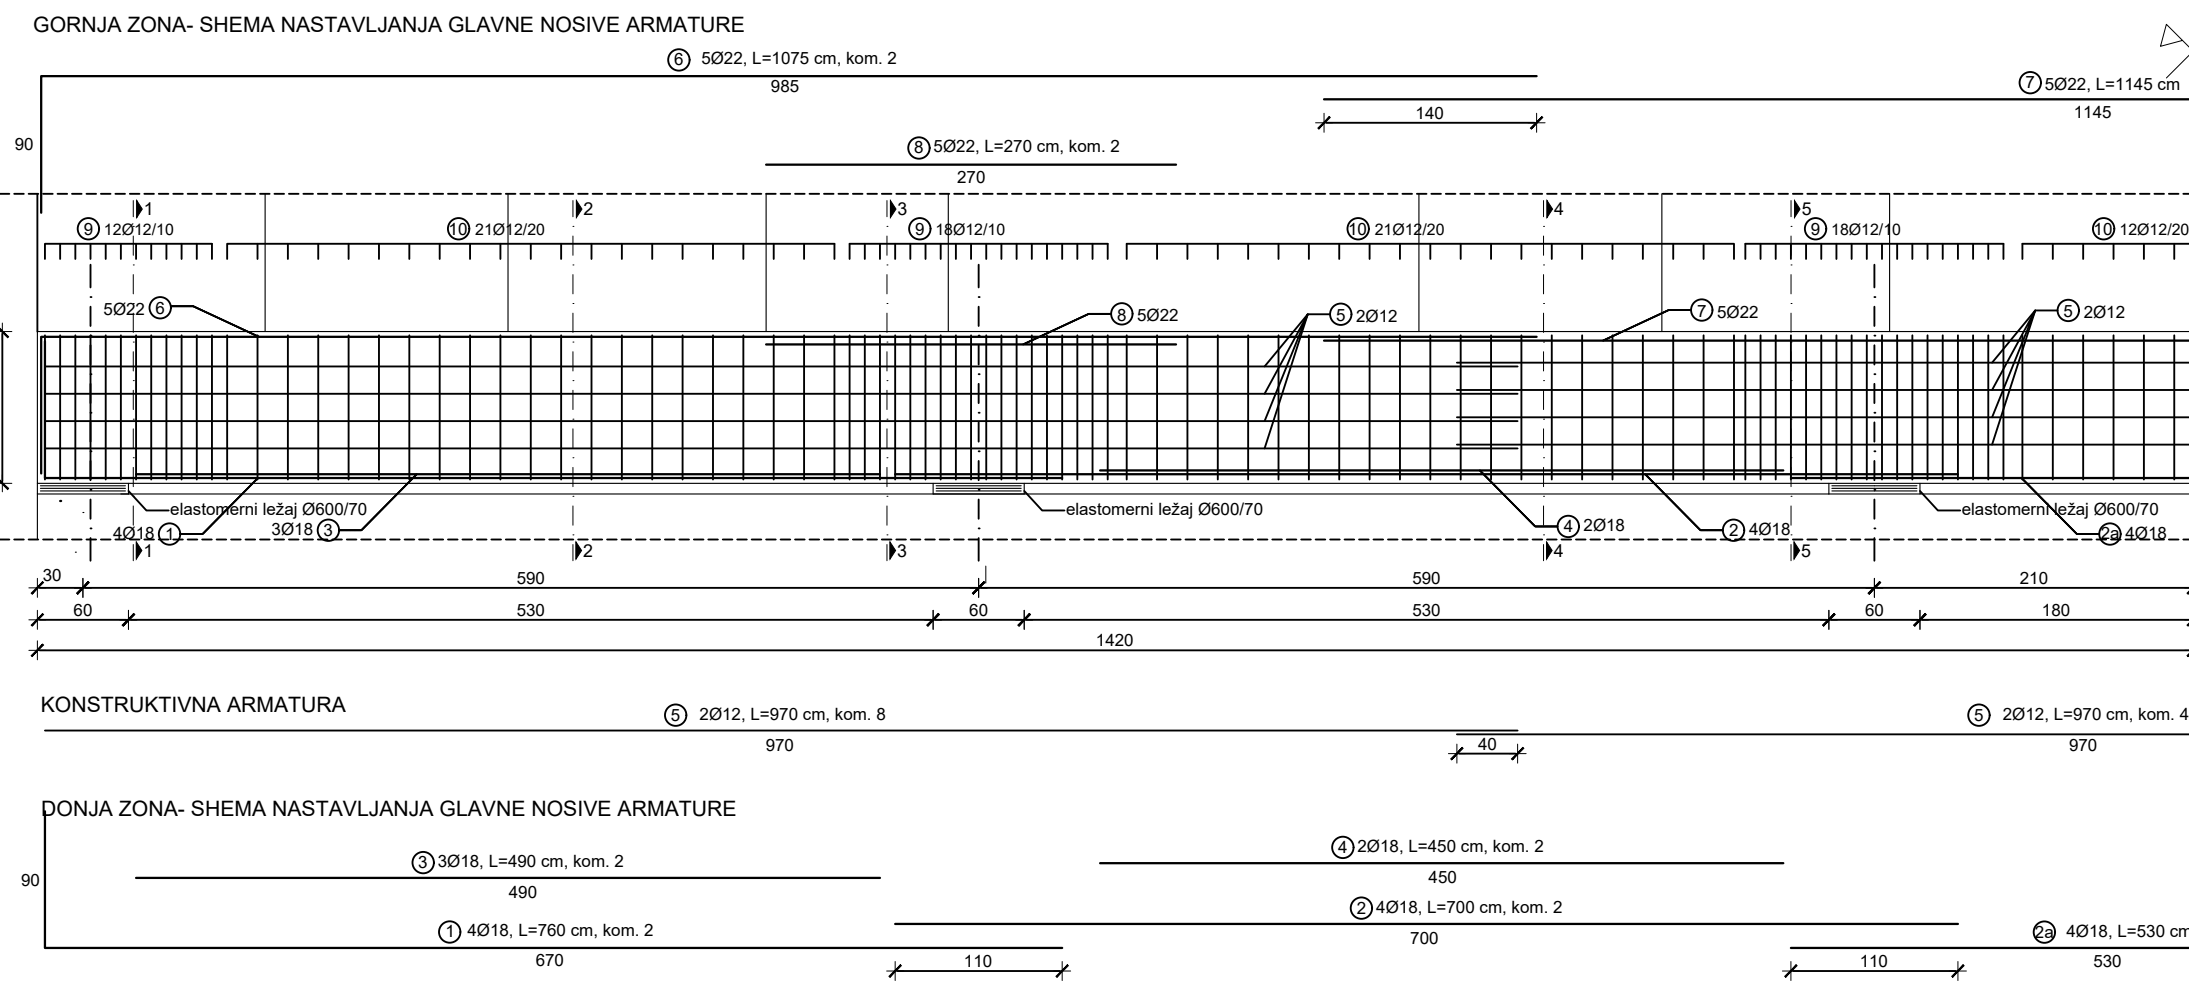 GORNJA ZONA- SHEMA NASTAVLJANJA GLAVNE NOSIVE ARMATURE
6 5Ø22, L=1075 cm, kom. 2
985
7 5Ø22, L=1145 cm
1145
140
90
8 5Ø22, L=270 cm, kom. 2
270
1 2 3 4 5
9 12Ø12/10 10 21Ø12/20 9 18Ø12/10 10 21Ø12/20 9 18Ø12/10 10 12Ø12/20
5Ø22 6 8 5Ø22 5 2Ø12 7 5Ø22 5 2Ø12
elastomerni ležaj Ø600/70 elastomerni ležaj Ø600/70 elastomerni ležaj Ø600/70
4Ø18 1 3Ø18 3 4 2Ø18 2 4Ø18 2a 4Ø18
1 2 3 4 5
30 590 590 210
60 530 60 530 60 180
1420
KONSTRUKTIVNA ARMATURA
5 2Ø12, L=970 cm, kom. 8
970
5 2Ø12, L=970 cm, kom. 4
970
40
DONJA ZONA- SHEMA NASTAVLJANJA GLAVNE NOSIVE ARMATURE
90
3 3Ø18, L=490 cm, kom. 2
490
4 2Ø18, L=450 cm, kom. 2
450
2 4Ø18, L=700 cm, kom. 2
700
1 4Ø18, L=760 cm, kom. 2
670
2a 4Ø18, L=530 cm
530
110 110